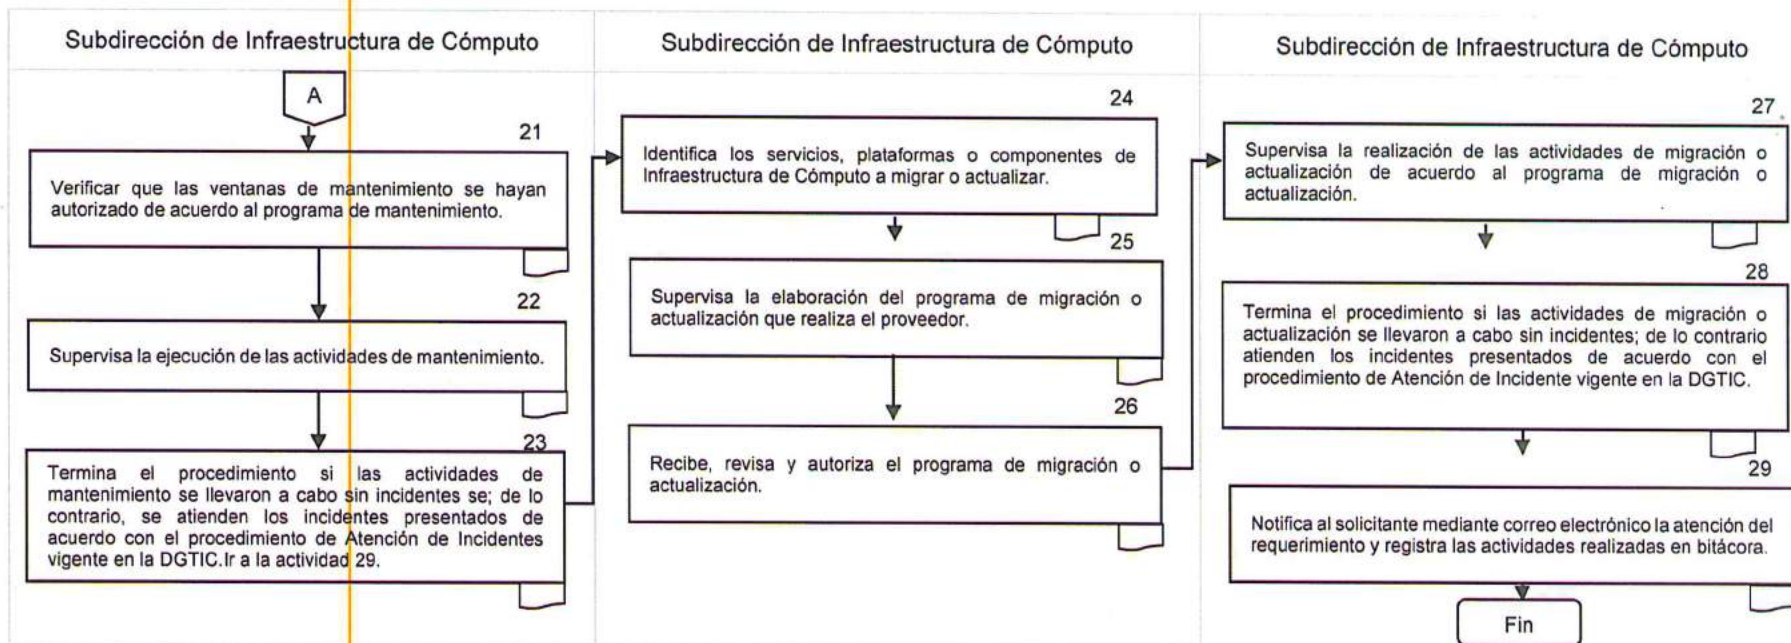 Subdirección de Infraestructura de Cómputo
A
21
Verificar que las ventanas de mantenimiento se hayan
autorizado de acuerdo al programa de mantenimiento.
22
Supervisa la ejecución de las actividades de mantenimiento.
23
Termina el procedimiento si las actividades de
mantenimiento se llevaron a cabo sin incidentes se; de lo
contrario, se atienden los incidentes presentados de
acuerdo con el procedimiento de Atención de Incidentes
vigente en la DGTIC.Ir a la actividad 29.
Subdirección de Infraestructura de Cómputo
24
Identifica los servicios, plataformas o componentes de
Infraestructura de Cómputo a migrar o actualizar.
25
Supervisa la elaboración del programa de migración o
actualización que realiza el proveedor.
26
Recibe, revisa y autoriza el programa de migración o
actualización.
Subdirección de Infraestructura de Cómputo
27
Supervisa la realización de las actividades de migración o
actualización de acuerdo al programa de migración o
actualización.
28
Termina el procedimiento si las actividades de migración o
actualización se llevaron a cabo sin incidentes; de lo contrario
atienden los incidentes presentados de acuerdo con el
procedimiento de Atención de Incidente vigente en la DGTIC.
29
Notifica al solicitante mediante correo electrónico la atención del
requerimiento y registra las actividades realizadas en bitácora.
Fin